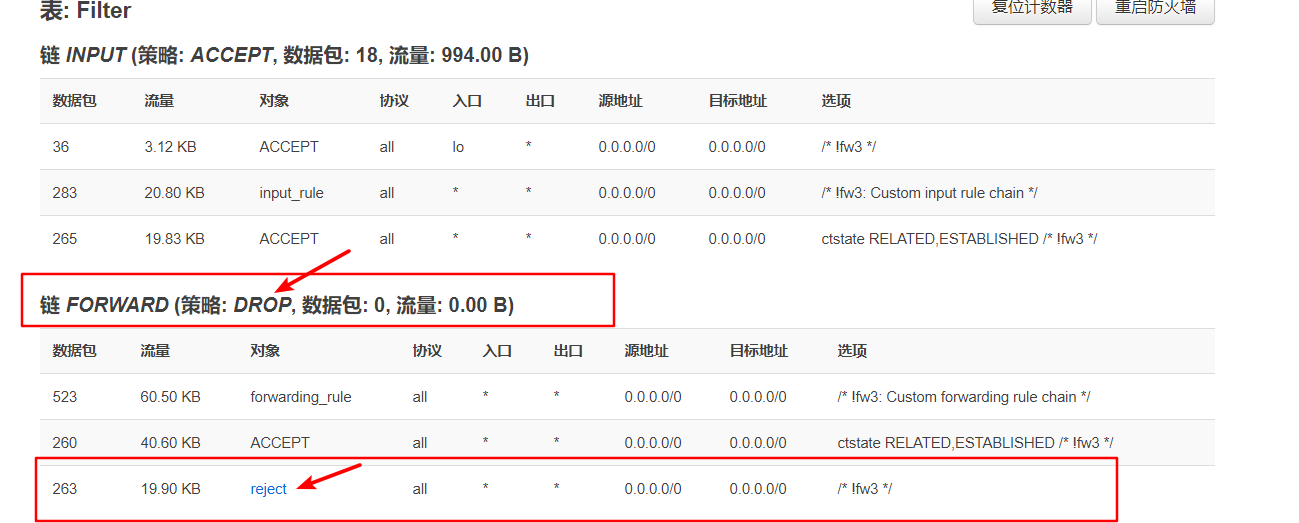 表: Filter
复位计数器 重启防火墙
链 INPUT (策略: ACCEPT, 数据包: 18, 流量: 994.00 B)
数据包 流量 对象 协议 入口 出口 源地址 目标地址 选项
36 3.12 KB ACCEPT all lo * 0.0.0.0/0 0.0.0.0/0 /* !fw3 */
283 20.80 KB input_rule all * * 0.0.0.0/0 0.0.0.0/0 /* !fw3: Custom input rule chain */
265 19.83 KB ACCEPT all * * 0.0.0.0/0 0.0.0.0/0 ctstate RELATED,ESTABLISHED /* !fw3 */
链 FORWARD (策略: DROP, 数据包: 0, 流量: 0.00 B)
数据包 流量 对象 协议 入口 出口 源地址 目标地址 选项
523 60.50 KB forwarding_rule all * * 0.0.0.0/0 0.0.0.0/0 /* !fw3: Custom forwarding rule chain */
260 40.60 KB ACCEPT all * * 0.0.0.0/0 0.0.0.0/0 ctstate RELATED,ESTABLISHED /* !fw3 */
263 19.90 KB reject all * * 0.0.0.0/0 0.0.0.0/0 /* !fw3 */